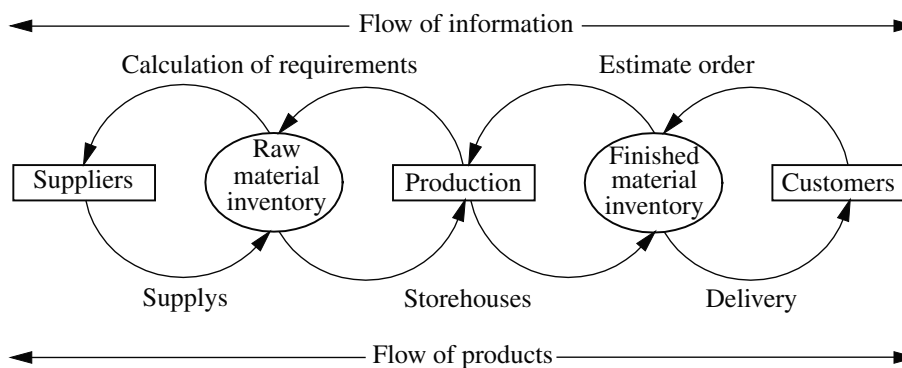 Flow of information
Calculation of requirements
Estimate order
Suppliers
Raw
material
inventory
Production
Finished
material
inventory
Customers
Supplys
Storehouses
Delivery
Flow of products